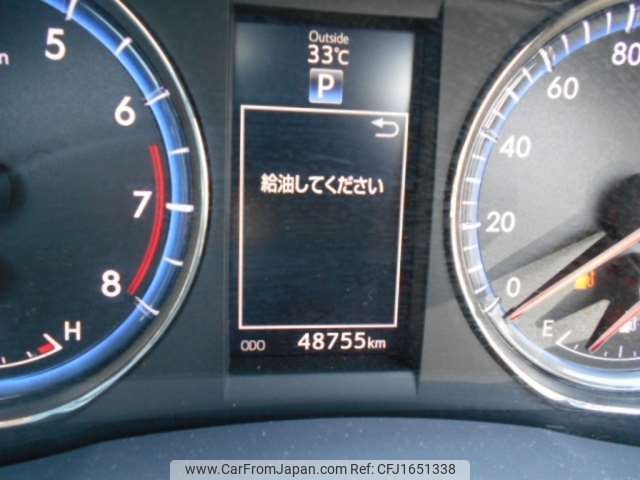 Outside
33℃
P
給油してください
ODO 48755km
5
6
7
8
H
80
60
40
20
0
E
www.CarFromJapan.com - CFJ1651338